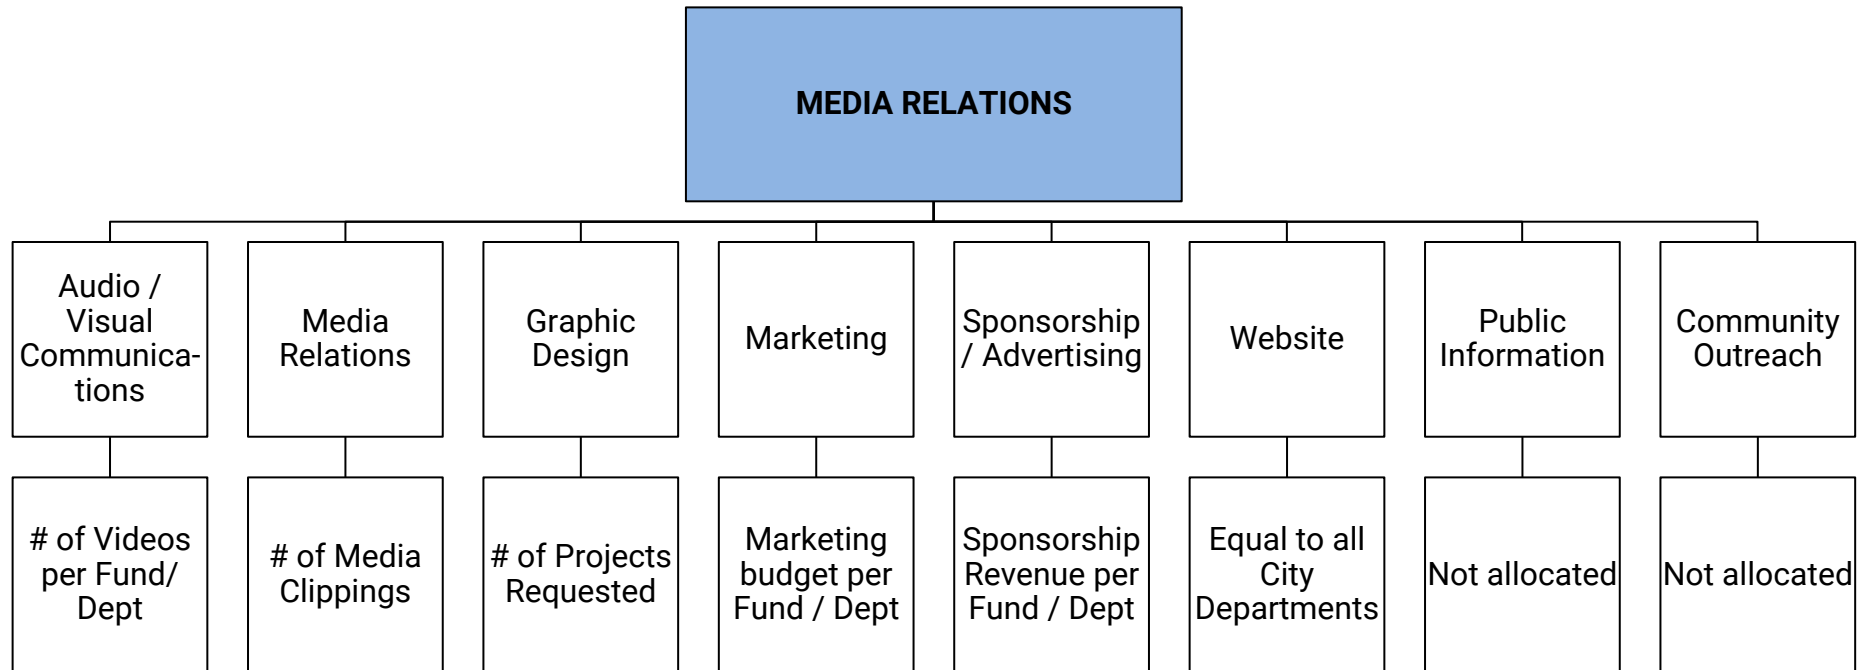 MEDIA RELATIONS
Audio /
Visual
Communica-
tions
Media
Relations
Graphic
Design
Marketing
Sponsorship
/ Advertising
Website
Public
Information
Community
Outreach
# of Videos
per Fund/
Dept
# of Media
Clippings
# of Projects
Requested
Marketing
budget per
Fund / Dept
Sponsorship
Revenue per
Fund / Dept
Equal to all
City
Departments
Not allocated
Not allocated